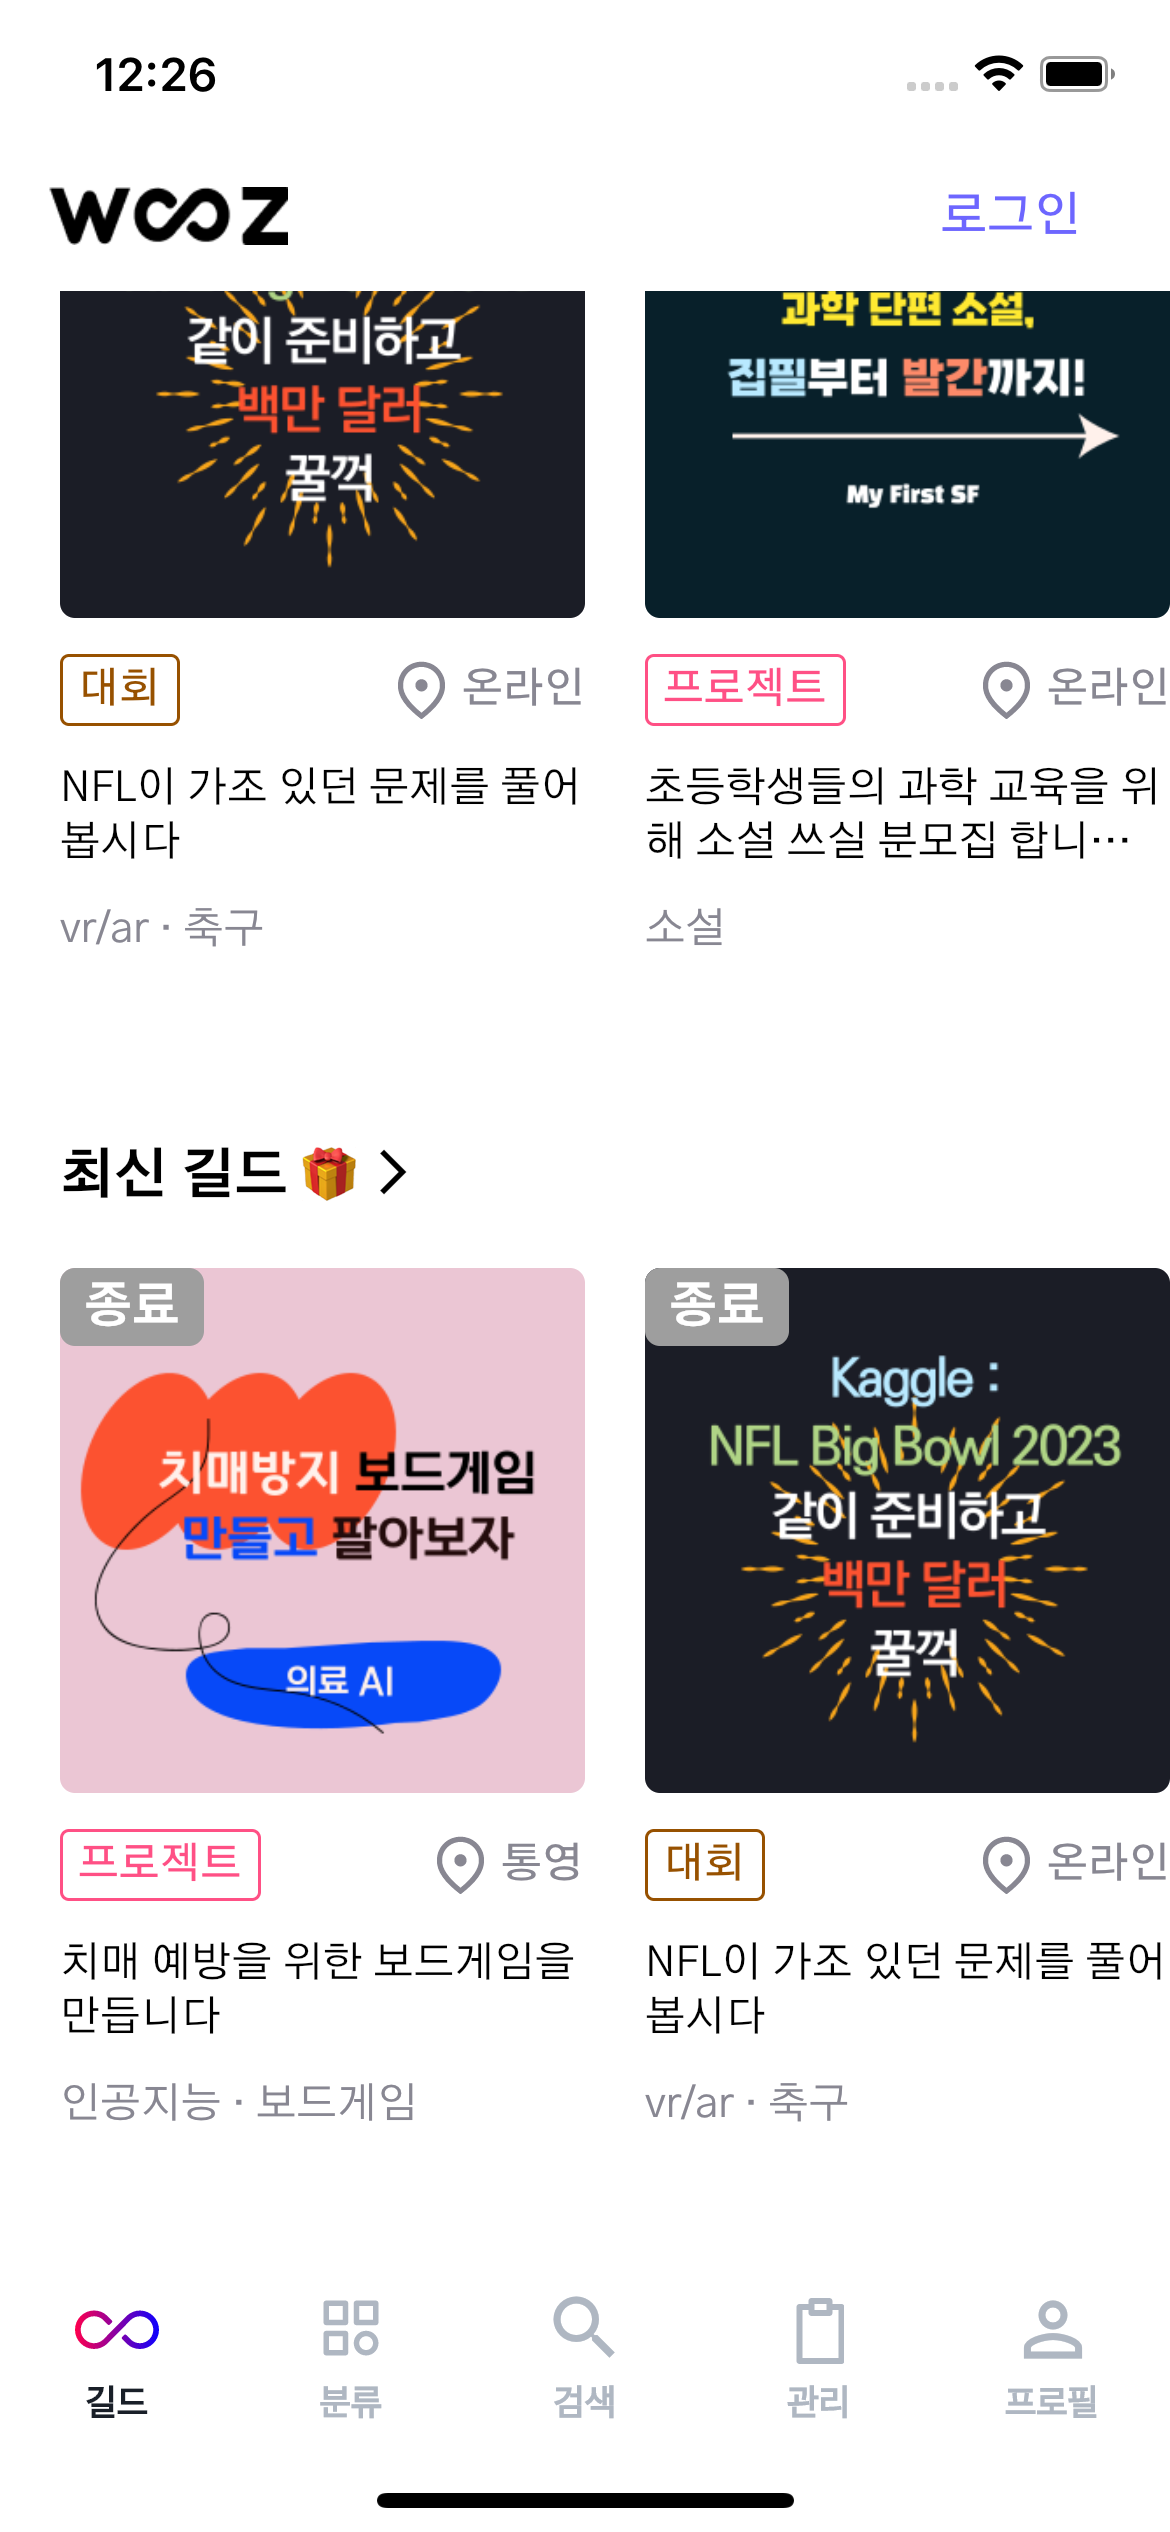 12:26
WOOZ
로그인
같이 준비하고
백만 달러
꿀꺽
과학 단편 소설,
집필부터 발간까지!
My First SF
대회
온라인
프로젝트
온라인
NFL이 가조 있던 문제를 풀어
봅시다
초등학생들의 과학 교육을 위
해 소설 쓰실 분모집 합니…
vr/ar · 축구
소설
최신 길드 🎁 >
종료
치매방지 보드게임
만들고 팔아보자
의료 AI
종료
Kaggle :
NFL Big Bowl 2023
같이 준비하고
백만 달러
꿀꺽
프로젝트
통영
대회
온라인
치매 예방을 위한 보드게임을
만듭니다
NFL이 가조 있던 문제를 풀어
봅시다
인공지능 · 보드게임
vr/ar · 축구
길드
분류
검색
관리
프로필